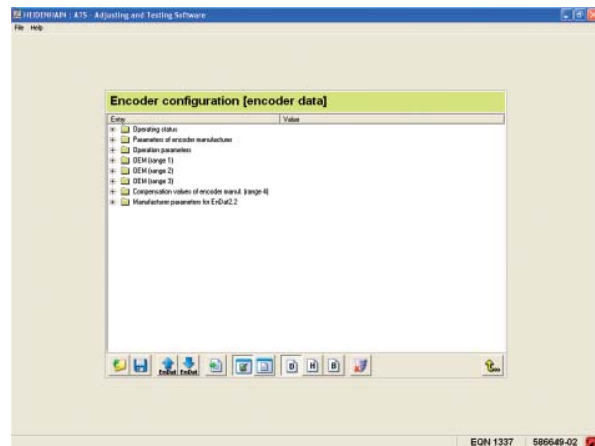 HEIDENHAIN : ATS - Adjusting and Testing Software
File Help
Encoder configuration [encoder data]
Entry Value
Operating status
Parameters of encoder manufacturer
Operation parameters
OEM (range 1)
OEM (range 2)
OEM (range 3)
Compensation values of encoder manuf. (range 4)
Manufacturer parameters for EnDat2.2
EnDat EnDat D H B
EQN 1337 586649-02